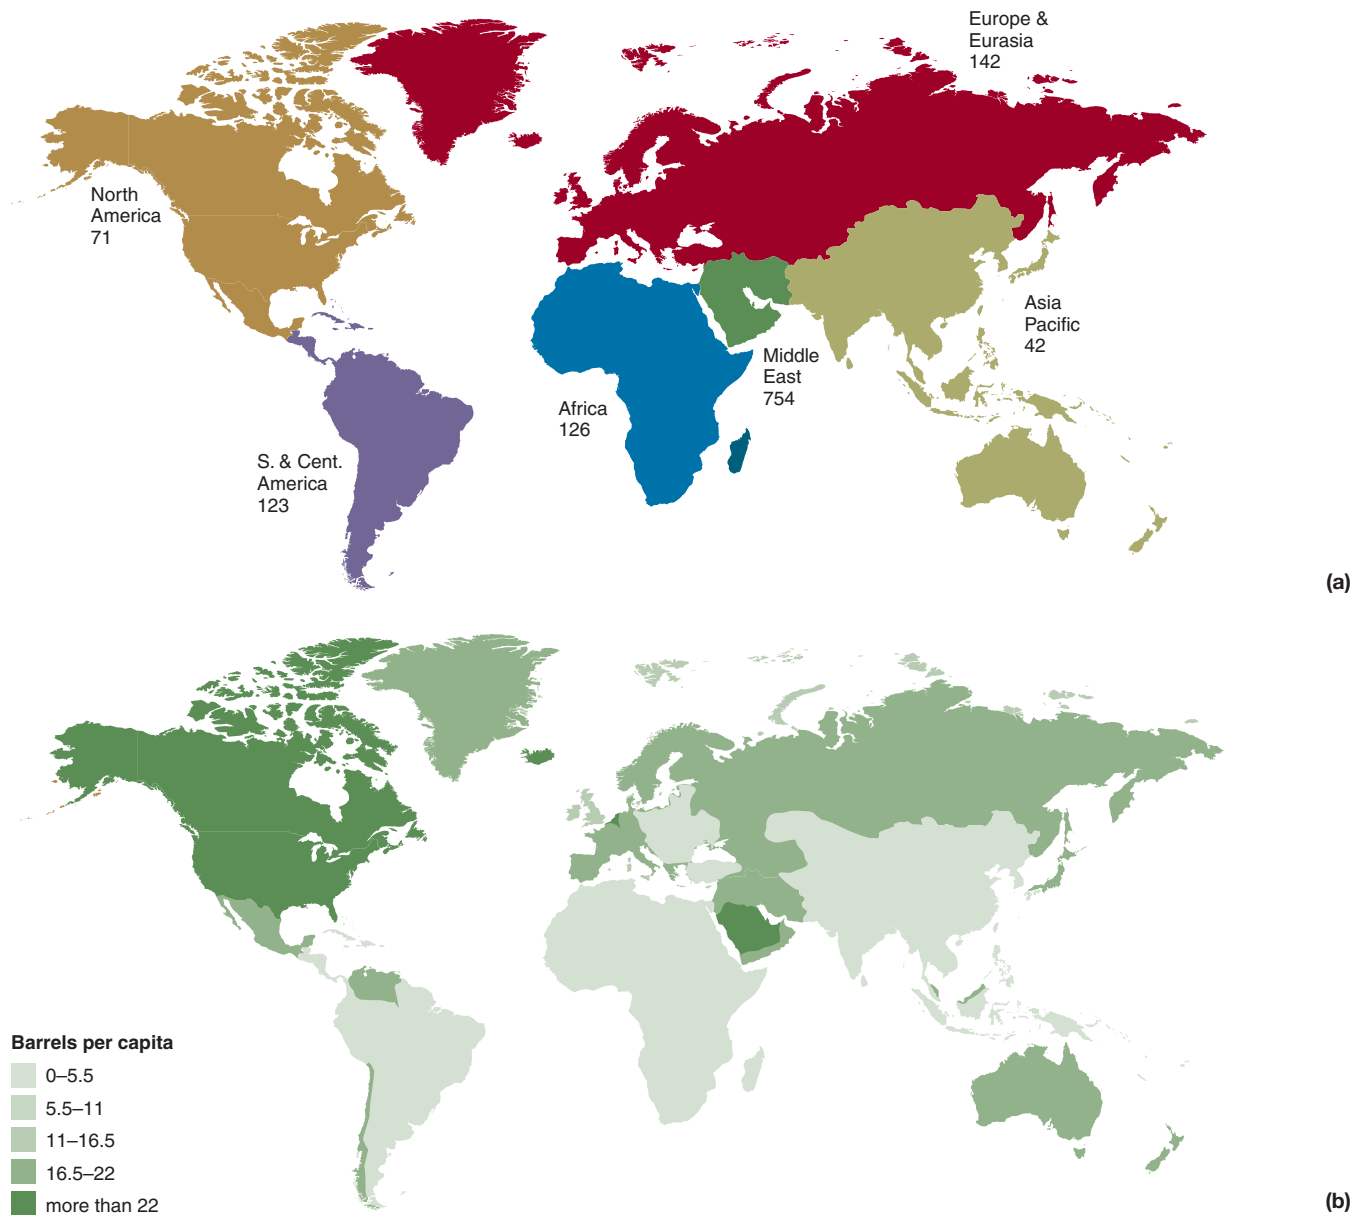 Europe &
Eurasia
142
North
America
71
Asia
Pacific
42
Middle
East
754
Africa
126
S. & Cent.
America
123
(a)
Barrels per capita
0–5.5
5.5–11
11–16.5
16.5–22
more than 22
(b)